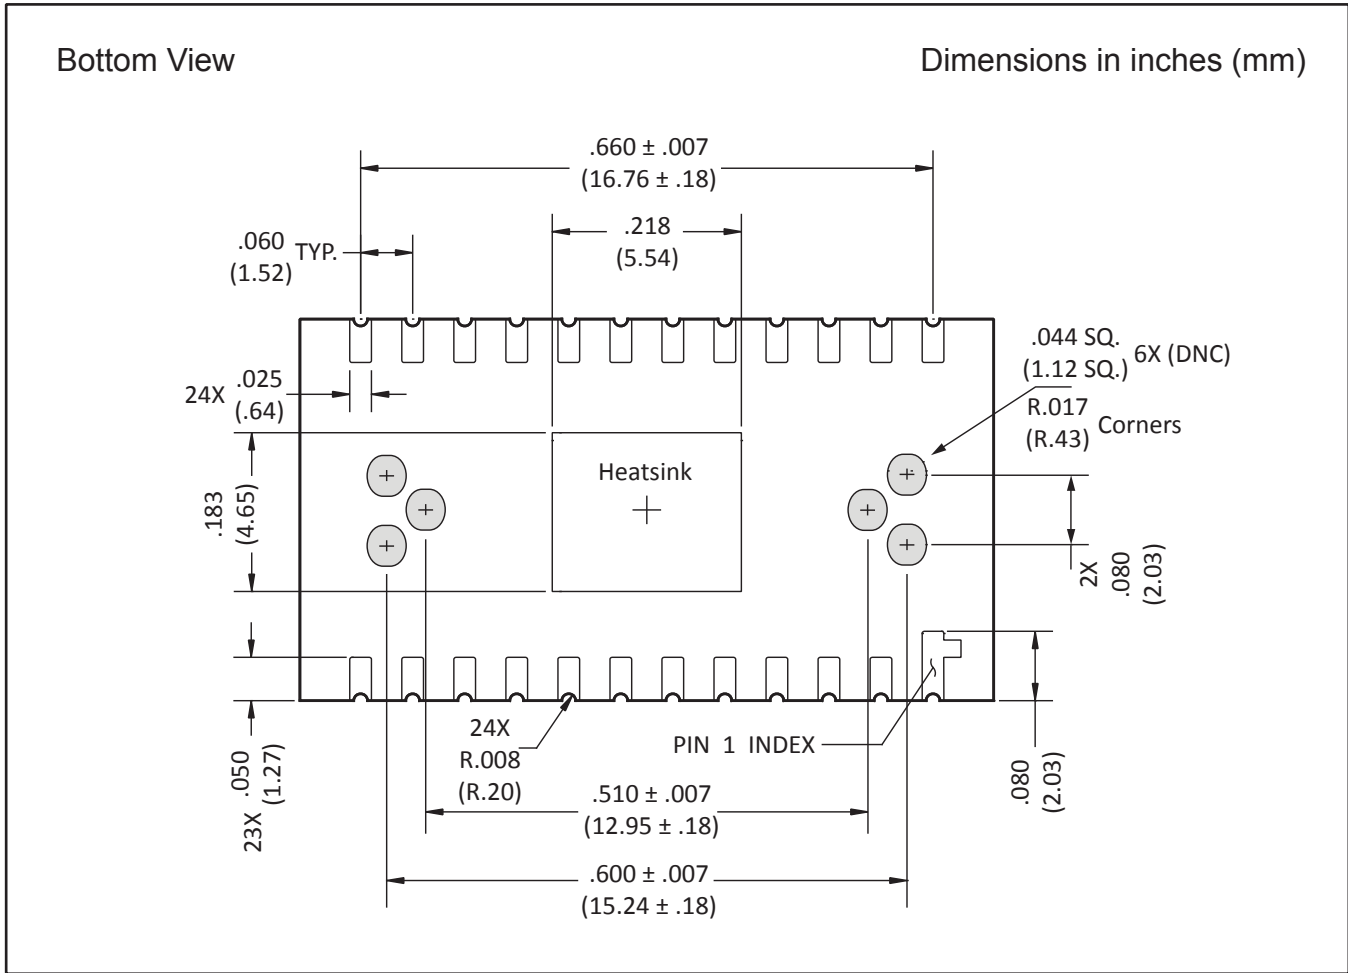 Bottom View
Dimensions in inches (mm)
.660 ± .007
(16.76 ± .18)
.218
(5.54)
.060
(1.52)
TYP.
.044 SQ.
(1.12 SQ.)
6X (DNC)
R.017
(R.43)
Corners
24X
.025
(.64)
Heatsink
.183
(4.65)
2X
.080
(2.03)
24X
R.008
(R.20)
PIN 1 INDEX
23X
.050
(1.27)
.080
(2.03)
.510 ± .007
(12.95 ± .18)
.600 ± .007
(15.24 ± .18)